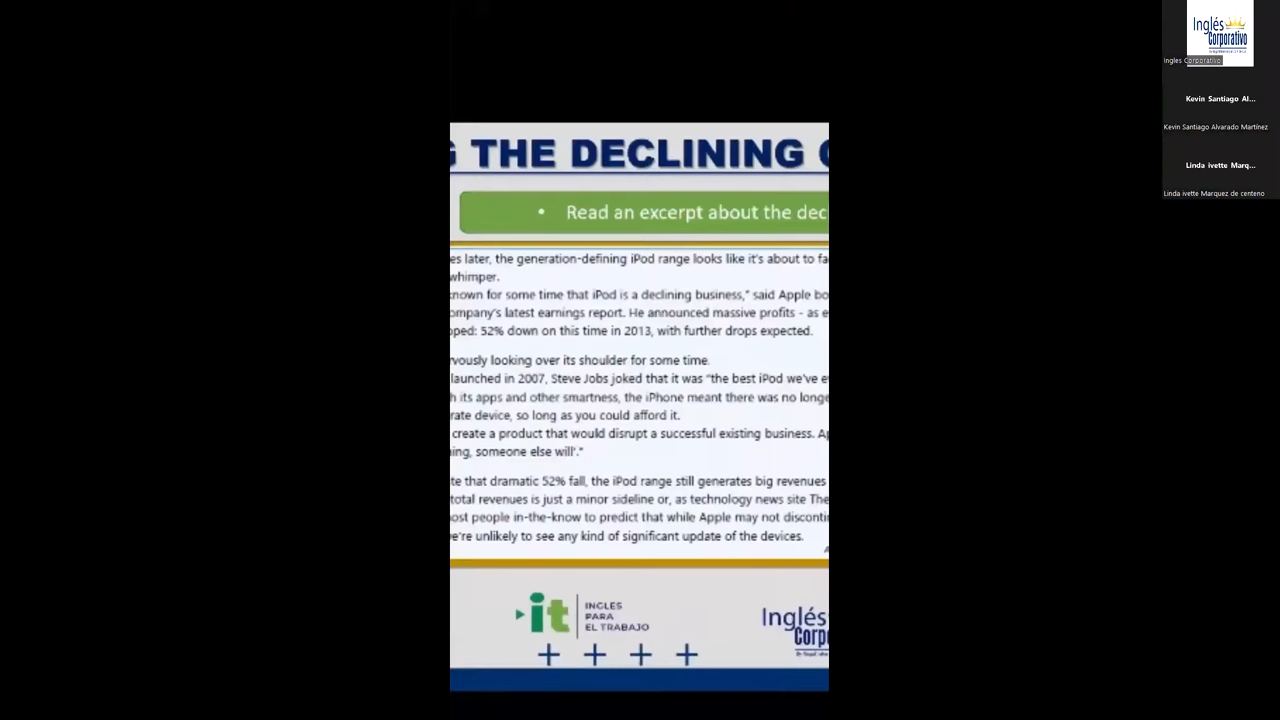 THE DECLINING
• Read an excerpt about the dec
es later, the generation-defining iPod range looks like it's about to fa
whimper.
known for some time that iPod is a declining business,” said Apple bo
ompany's latest earnings report. He announced massive profits - as e
ped: 52% down on this time in 2013, with further drops expected.
rvously looking over its shoulder for some time.
launched in 2007, Steve Jobs joked that it was “the best iPod we've e
h its apps and other smartness, the iPhone meant there was no longe
rate device, so long as you could afford it.
create a product that would disrupt a successful existing business. Ap
ing, someone else will'.”
te that dramatic 52% fall, the iPod range still generates big revenues
total revenues is just a minor sideline or, as technology news site The
ost people in-the-know to predict that while Apple may not disconti
e're unlikely to see any kind of significant update of the devices.
it
INGLÉS
PARA
EL TRABAJO
Inglés
Corp
Inglés
Corporativo
Ingles Corporativo
Kevin Santiago Al...
Kevin Santiago Alvarado Martínez
Linda ivette Marq...
Linda ivette Marquez de centeno